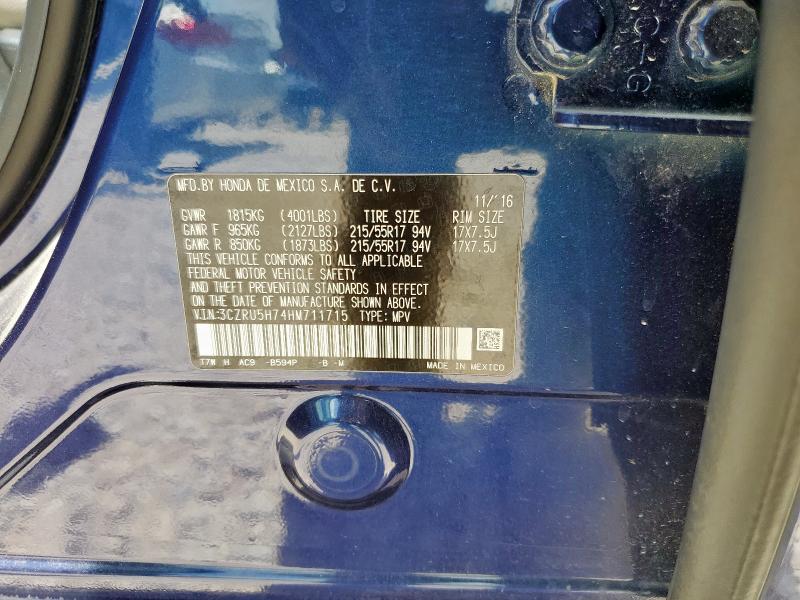 C-G
MFD.BY HONDA DE MEXICO S.A. DE C.V.
11/'16
GVWR 1815KG (4001LBS) TIRE SIZE RIM SIZE
GAWR F 965KG (2127LBS) 215/55R17 94V 17X7.5J
GAWR R 850KG (1873LBS) 215/55R17 94V 17X7.5J
THIS VEHICLE CONFORMS TO ALL APPLICABLE
FEDERAL MOTOR VEHICLE SAFETY
AND THEFT PREVENTION STANDARDS IN EFFECT
ON THE DATE OF MANUFACTURE SHOWN ABOVE.
V.I.N:3CZRU5H74HM711715 TYPE: MPV
T7W H AC9 -B594P -B -M MADE IN MEXICO